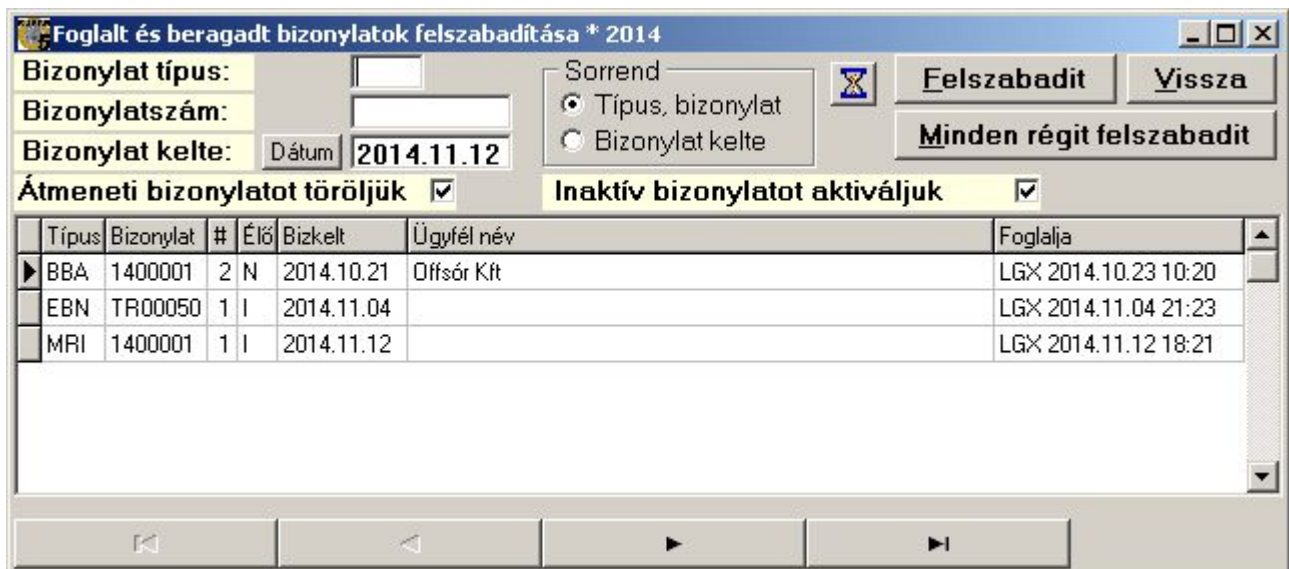 Foglalt és beragadt bizonylatok felszabadítása * 2014
Bizonylat típus:
Bizonylatszám:
Bizonylat kelte: Dátum 2014.11.12
Sorrend
Típus, bizonylat
Bizonylat kelte
Felszabadit Vissza
Minden régit felszabadit
Átmeneti bizonylatot töröljük Inaktív bizonylatot aktiváljuk
Típus Bizonylat # Élő Bizkelt Ügyfél név Foglalja
BBA 1400001 2 N 2014.10.21 Offsór Kft LGX 2014.10.23 10:20
EBN TR00050 1 I 2014.11.04 LGX 2014.11.04 21:23
MRI 1400001 1 I 2014.11.12 LGX 2014.11.12 18:21